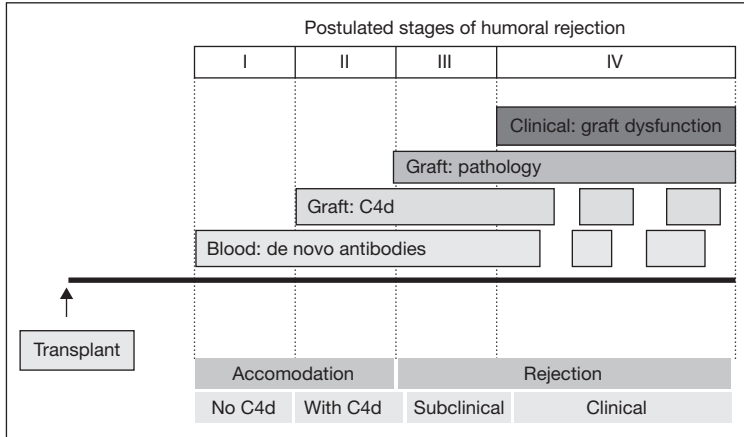 Postulated stages of humoral rejection
I II III IV
Clinical: graft dysfunction
Graft: pathology
Graft: C4d
Blood: de novo antibodies
Transplant
Accomodation Rejection
No C4d With C4d Subclinical Clinical